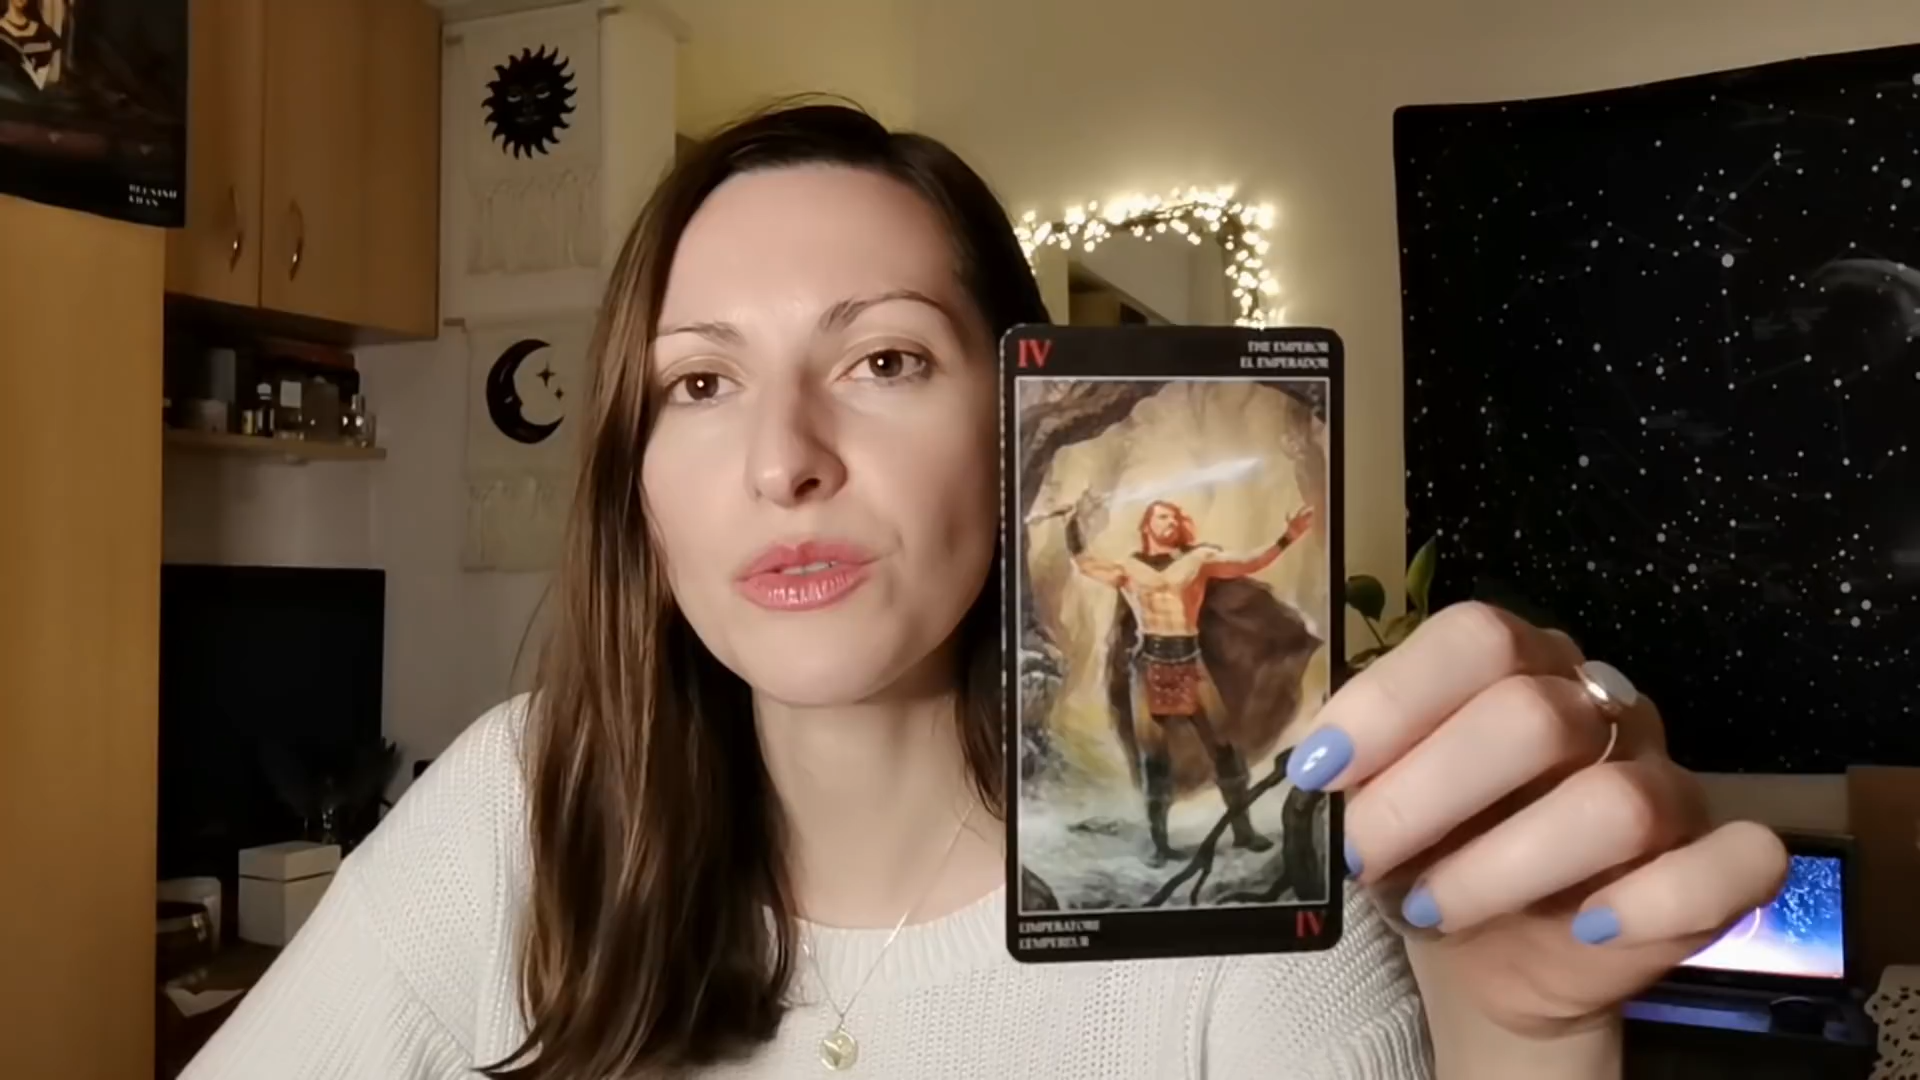 IV
THE EMPEROR
EL EMPERADOR
L'IMPERATORE
L'EMPEREUR
IV